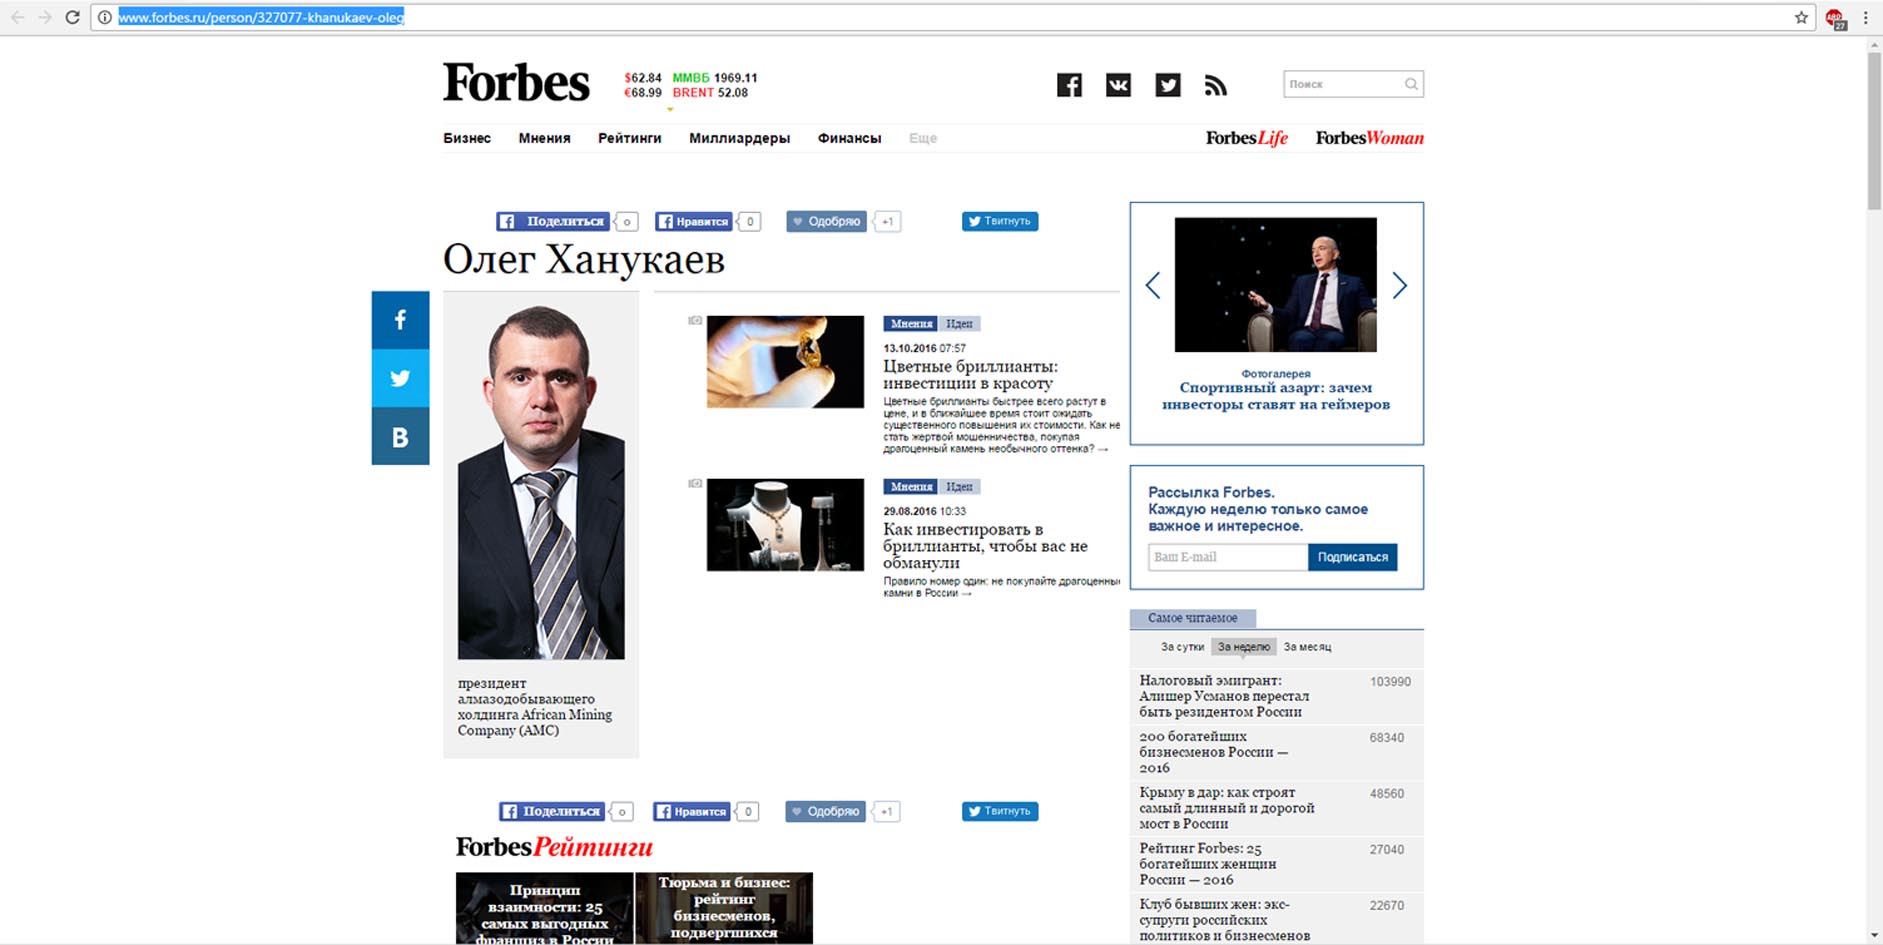 www.forbes.ru/person/327077-khanukaev-oleg
ABP
27
Forbes
$62.84 ММВБ 1969.11
€68.99 BRENT 52.08
Поиск
Бизнес Мнения Рейтинги Миллиардеры Финансы Еще
ForbesLife ForbesWoman
Поделиться 0 Нравится 0 Одобряю +1 Твитнуть
Олег Ханукаев
президент
алмазодобывающего
холдинга African Mining
Company (AMC)
Мнения Идеи
13.10.2016 07:57
Цветные бриллианты:
инвестиции в красоту
Цветные бриллианты быстрее всего растут в
цене, и в ближайшее время стоит ожидать
существенного повышения их стоимости. Как не
стать жертвой мошенничества, покупая
драгоценный камень необычного оттенка? →
Мнения Идеи
29.08.2016 10:33
Как инвестировать в
бриллианты, чтобы вас не
обманули
Правило номер один: не покупайте драгоценные
камни в России →
Поделиться 0 Нравится 0 Одобряю +1 Твитнуть
ForbesРейтинги
Принцип
взаимности: 25
самых выгодных
франшиз в России
Тюрьма и бизнес:
рейтинг
бизнесменов,
подвергшихся
Фотогалерея
Спортивный азарт: зачем
инвесторы ставят на геймеров
Рассылка Forbes.
Каждую неделю только самое
важное и интересное.
Ваш E-mail Подписаться
Самое читаемое
За сутки За неделю За месяц
Налоговый эмигрант: 103990
Алишер Усманов перестал
быть резидентом России
200 богатейших 68340
бизнесменов России —
2016
Крыму в дар: как строят 48560
самый длинный и дорогой
мост в России
Рейтинг Forbes: 25 27040
богатейших женщин
России — 2016
Клуб бывших жен: экс- 22670
супруги российских
политиков и бизнесменов